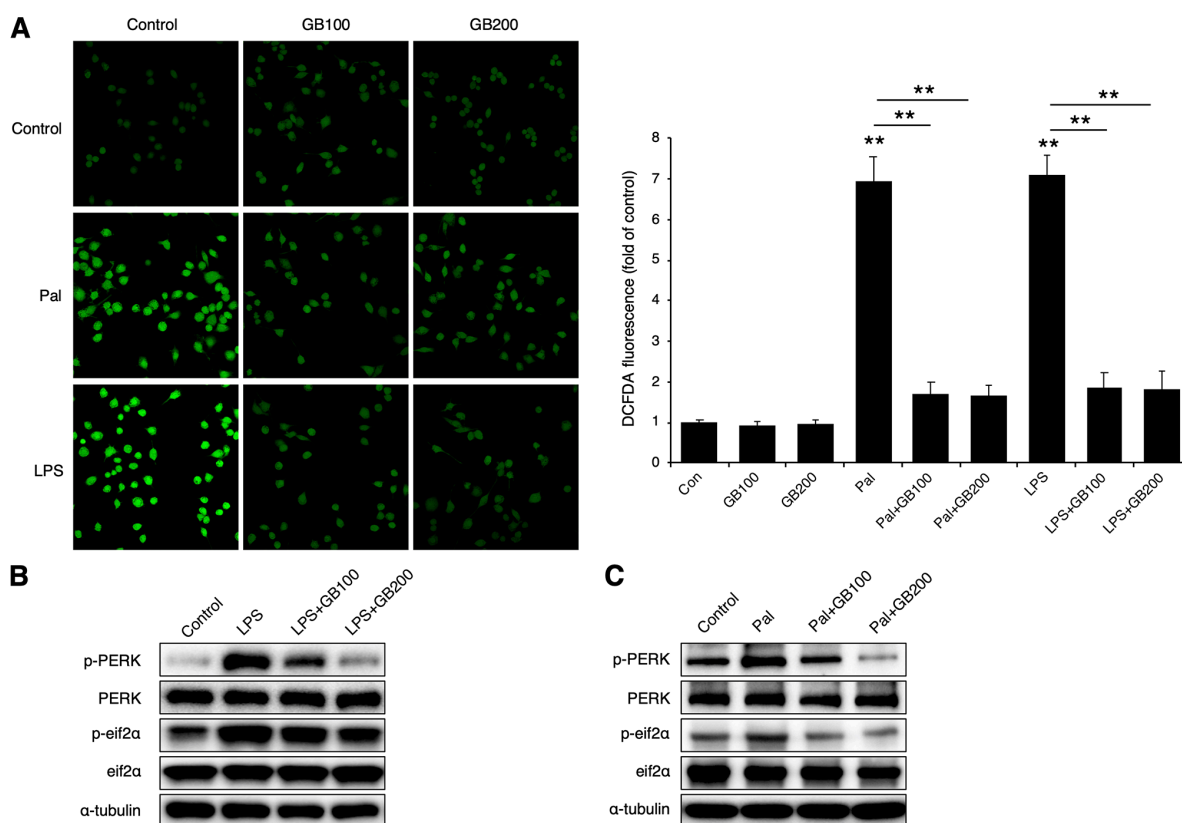 A
Control
GB100
GB200
Control
Pal
LPS
DCFDA fluorescence (fold of control)
8
7
6
5
4
3
2
1
0
**
**
**
**
**
**
Con
GB100
GB200
Pal
Pal+GB100
Pal+GB200
LPS
LPS+GB100
LPS+GB200
B
Control
LPS
LPS+GB100
LPS+GB200
p-PERK
PERK
p-eif2α
eif2α
α-tubulin
C
Control
Pal
Pal+GB100
Pal+GB200
p-PERK
PERK
p-eif2α
eif2α
α-tubulin